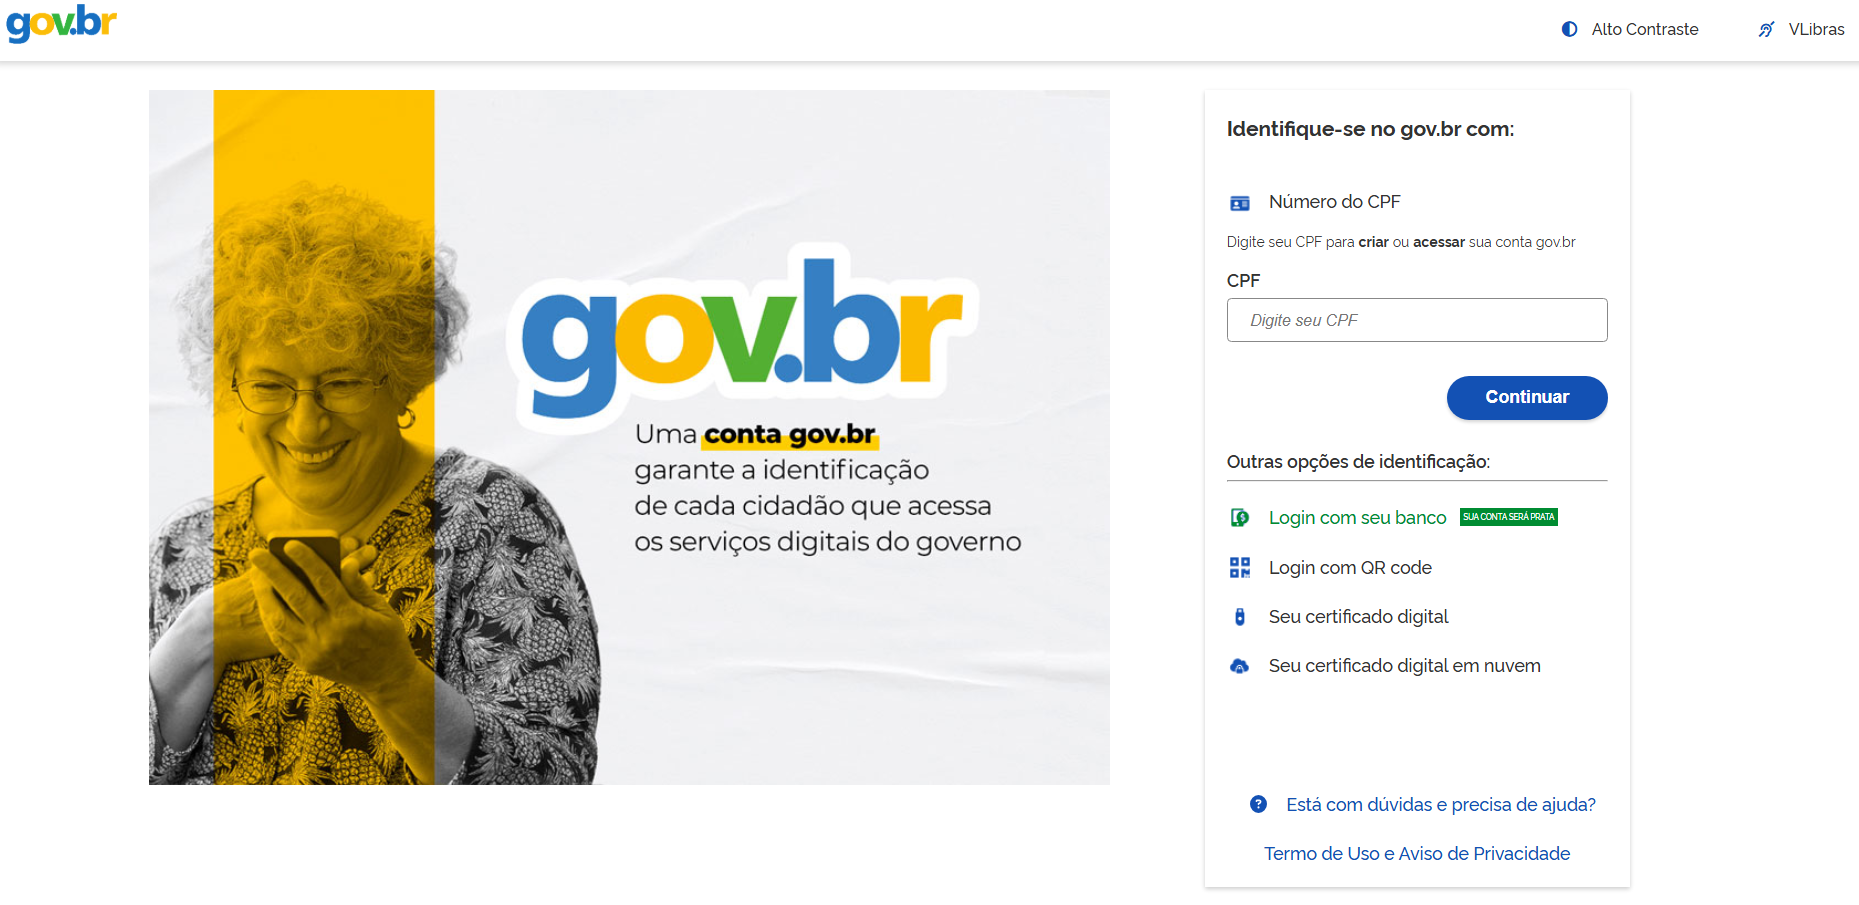 gov.br
Alto Contraste
VLibras
gov.br
Uma conta gov.br
garante a identificação
de cada cidadão que acessa
os serviços digitais do governo
Identifique-se no gov.br com:
Número do CPF
Digite seu CPF para criar ou acessar sua conta gov.br
CPF
Digite seu CPF
Continuar
Outras opções de identificação:
Login com seu banco SUA CONTA SERÁ PRATA
Login com QR code
Seu certificado digital
Seu certificado digital em nuvem
Está com dúvidas e precisa de ajuda?
Termo de Uso e Aviso de Privacidade